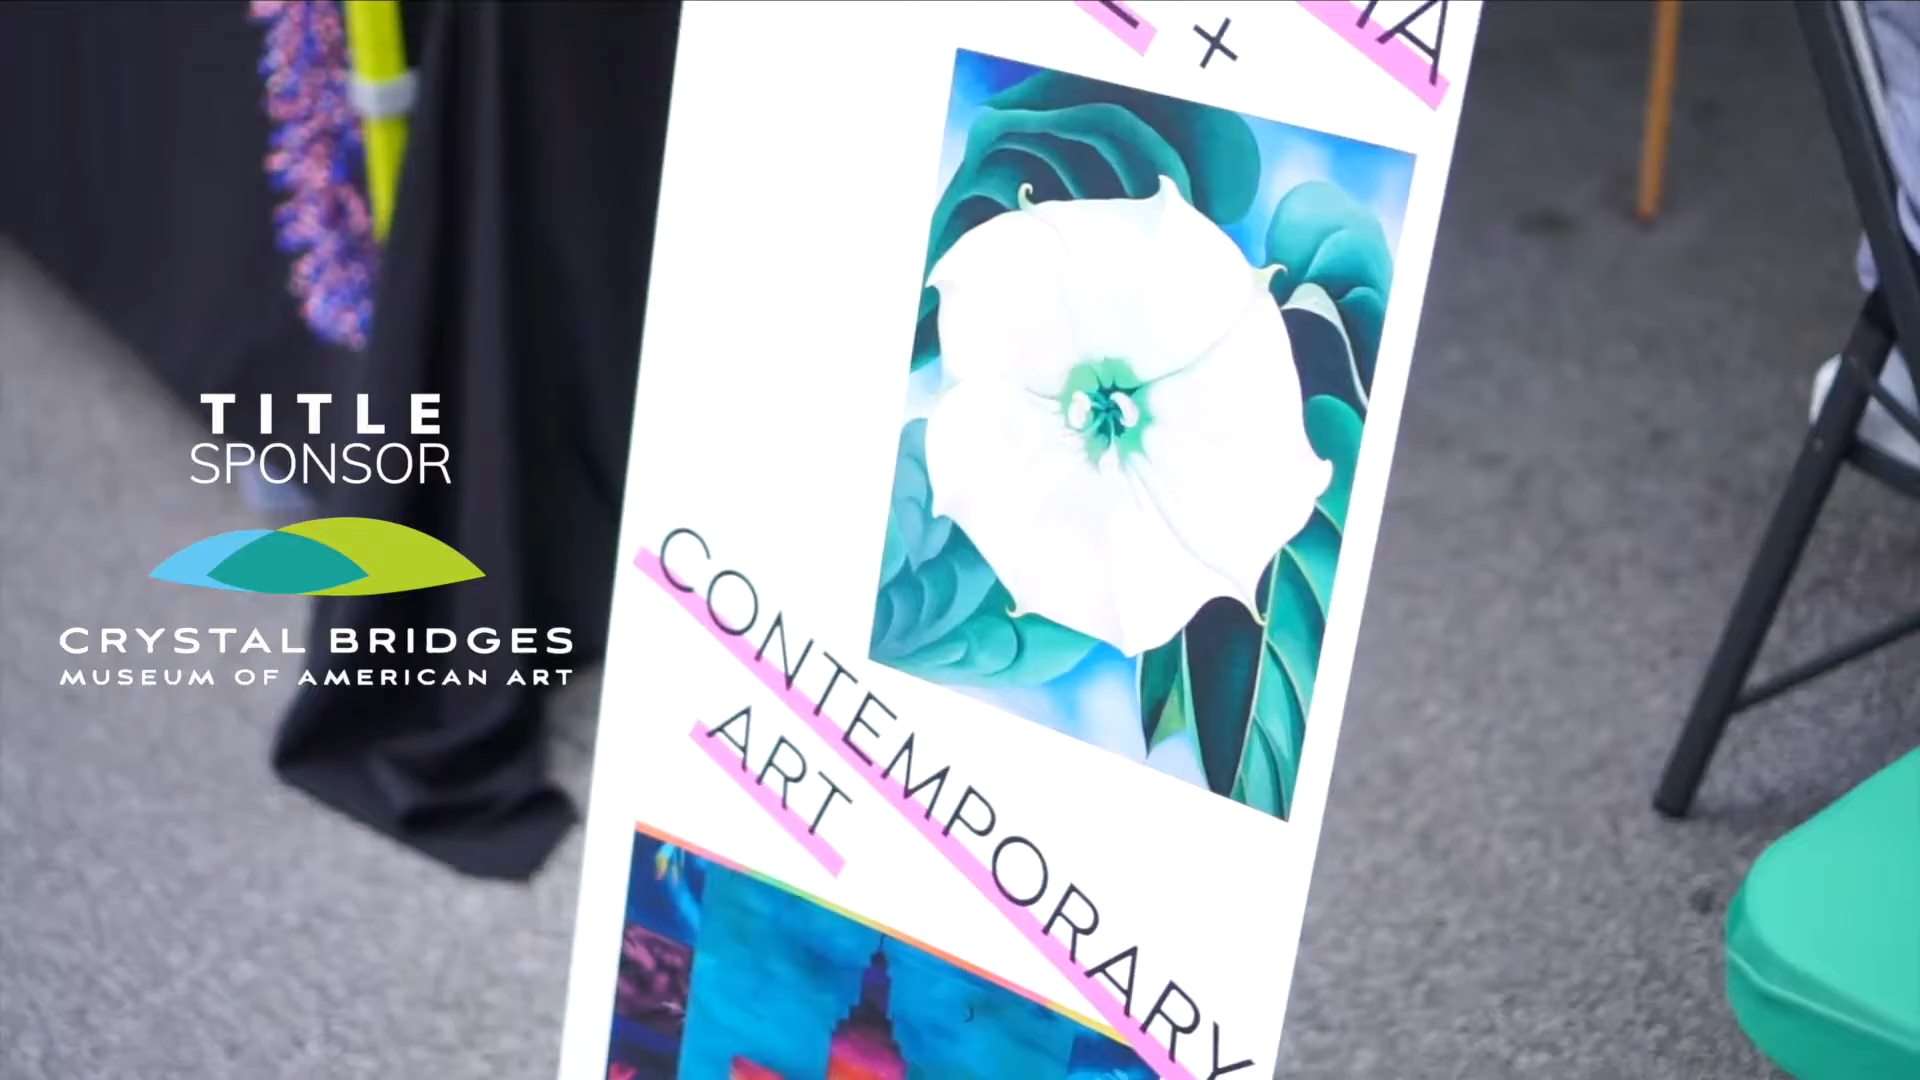 TITLE
SPONSOR
CRYSTAL BRIDGES
MUSEUM OF AMERICAN ART
+
CONTEMPORARY
ART